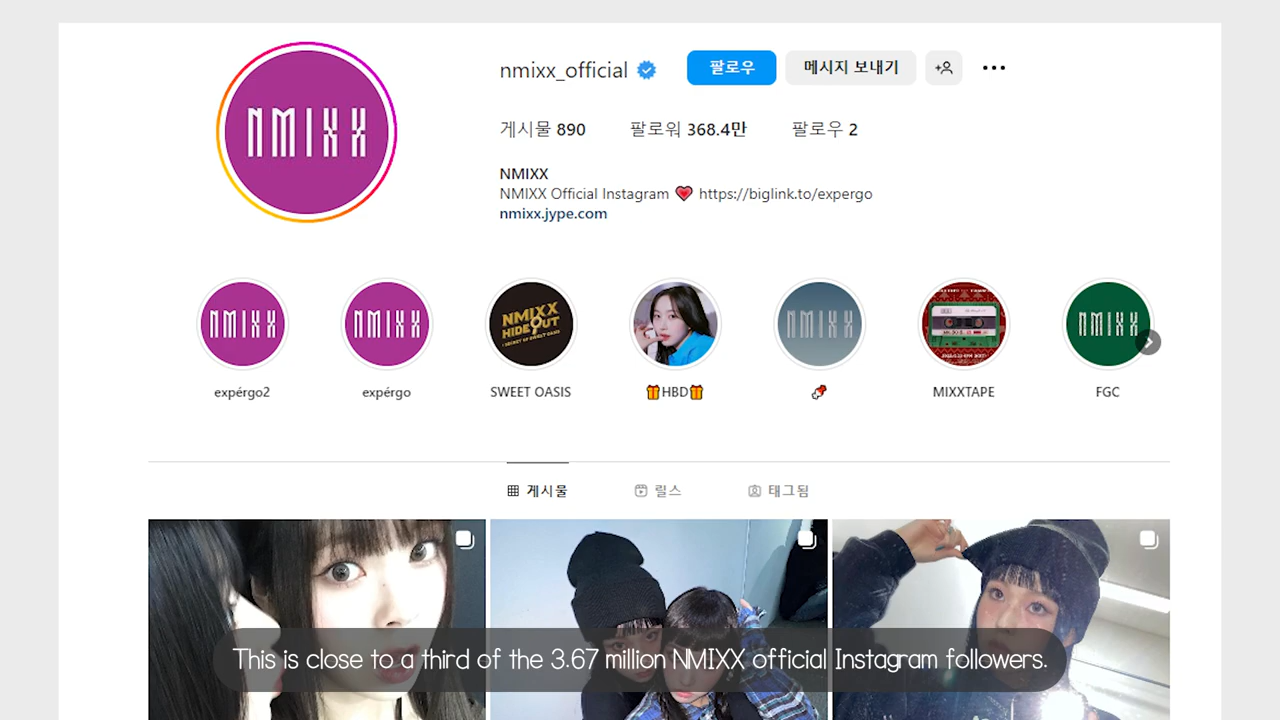 NMIXX
nmixx_official
팔로우
메시지 보내기
게시물 890
팔로워 368.4만
팔로우 2
NMIXX
NMIXX Official Instagram ❤️ https://biglink.to/expergo
nmixx.jype.com
NMIXX
NMIXX
NMIXX
HIDE OUT
NMIXX
NMIXX
expérgo2
expérgo
SWEET OASIS
🎁HBD🎁
MIXXTAPE
FGC
게시물
릴스
태그됨
This is close to a third of the 3.67 million NMIXX official Instagram followers.